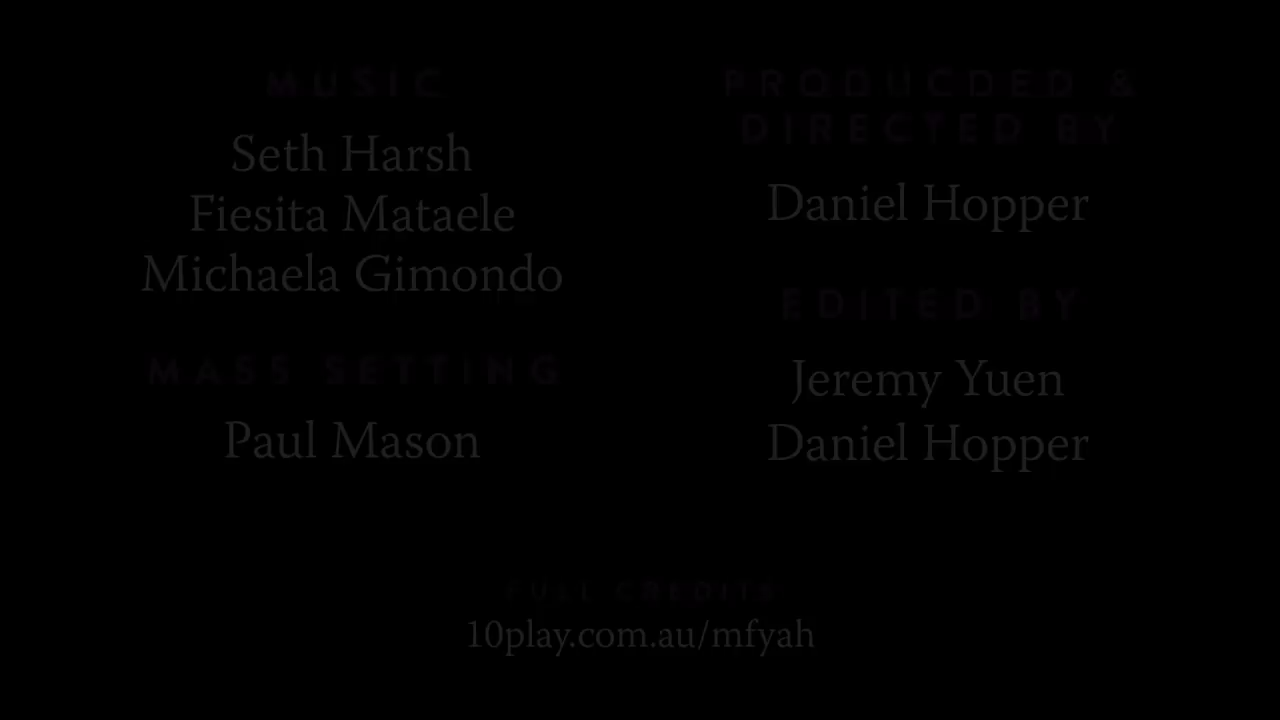 MUSIC
Seth Harsh
Fiesita Mataele
Michaela Gimondo
MASS SETTING
Paul Mason
PRODUCDED &
DIRECTED BY
Daniel Hopper
EDITED BY
Jeremy Yuen
Daniel Hopper
FULL CREDITS
10play.com.au/mfyah